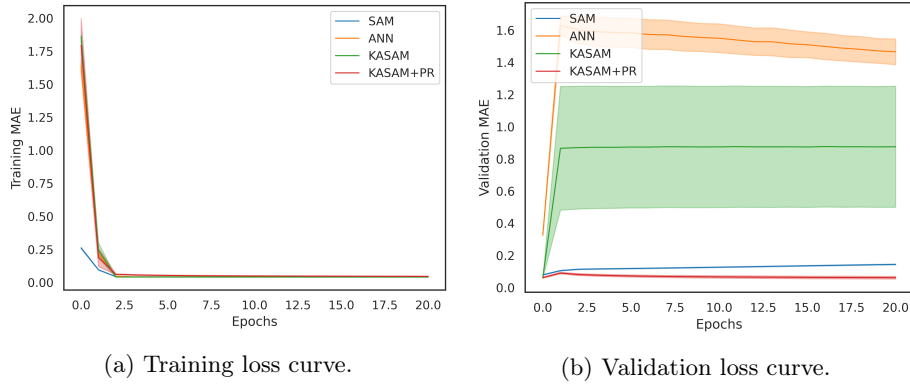 2.00
1.75
1.50
1.25
1.00
0.75
0.50
0.25
0.00
Training MAE
SAM
ANN
KASAM
KASAM+PR
0.0 2.5 5.0 7.5 10.0 12.5 15.0 17.5 20.0
Epochs
(a) Training loss curve.
1.6
1.4
1.2
1.0
0.8
0.6
0.4
0.2
0.0
Validation MAE
SAM
ANN
KASAM
KASAM+PR
0.0 2.5 5.0 7.5 10.0 12.5 15.0 17.5 20.0
Epochs
(b) Validation loss curve.